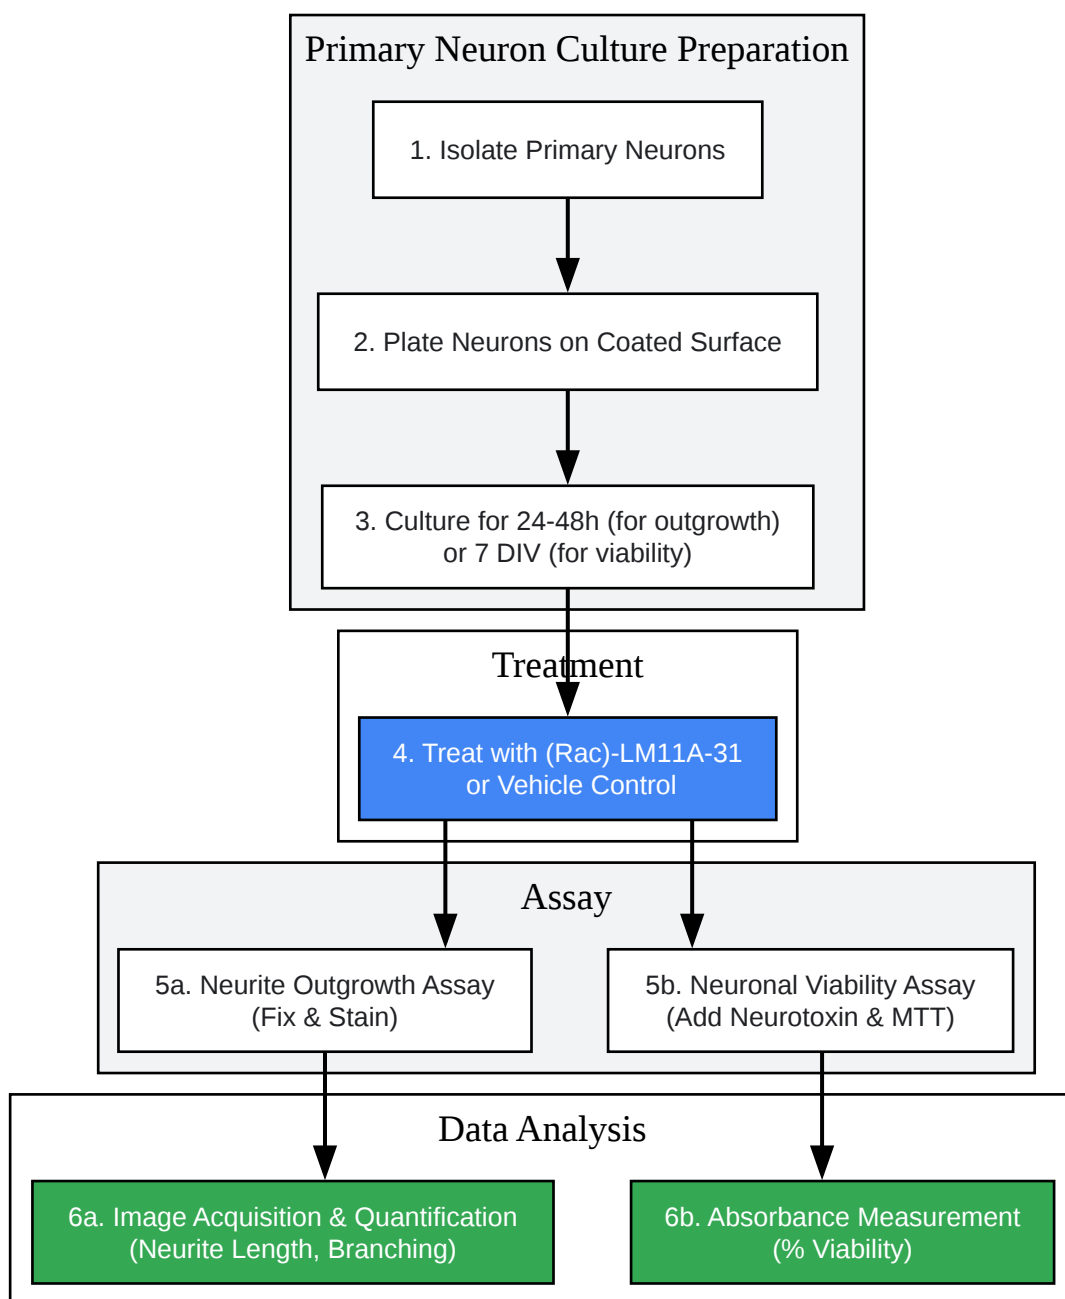 Primary Neuron Culture Preparation
1. Isolate Primary Neurons
2. Plate Neurons on Coated Surface
3. Culture for 24-48h (for outgrowth)
or 7 DIV (for viability)
Treatment
4. Treat with (Rac)-LM11A-31
or Vehicle Control
Assay
5a. Neurite Outgrowth Assay
(Fix & Stain)
5b. Neuronal Viability Assay
(Add Neurotoxin & MTT)
Data Analysis
6a. Image Acquisition & Quantification
(Neurite Length, Branching)
6b. Absorbance Measurement
(% Viability)